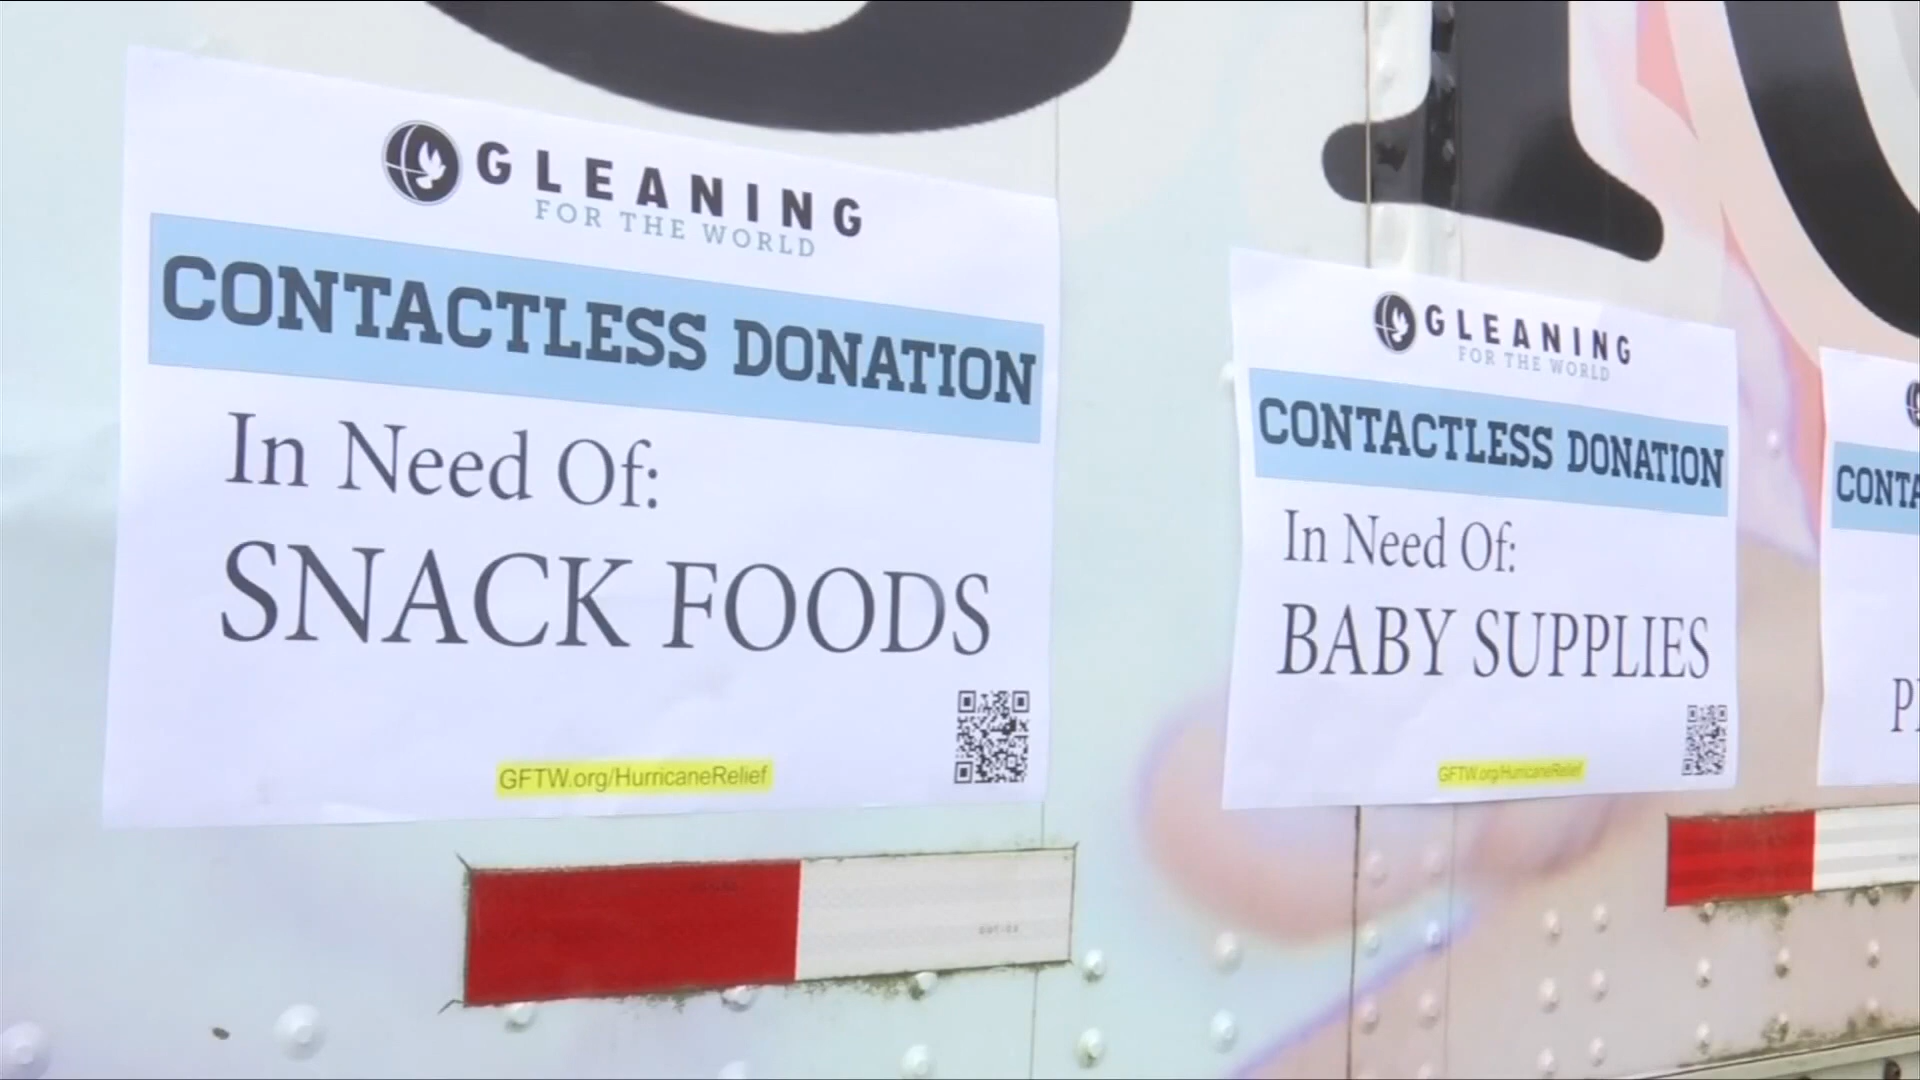 GLEANING
FOR THE WORLD
CONTACTLESS DONATION
In Need Of:
SNACK FOODS
GFTW.org/HurricaneRelief
GLEANING
FOR THE WORLD
CONTACTLESS DONATION
In Need Of:
BABY SUPPLIES
GFTW.org/HurricaneRelief
CONTA